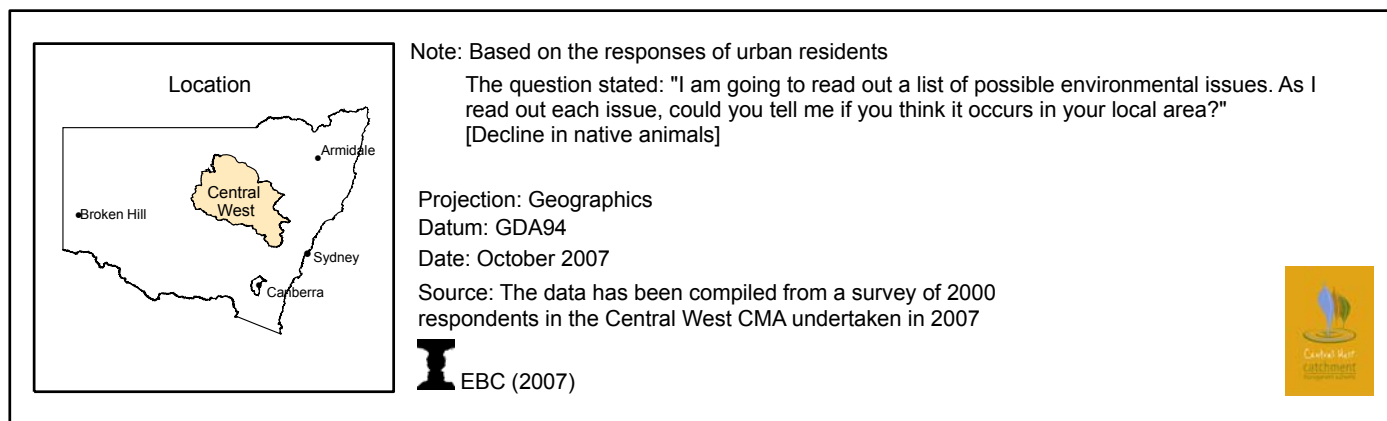 Location
Armidale
Central
West
Broken Hill
Sydney
Canberra
Note: Based on the responses of urban residents
The question stated: "I am going to read out a list of possible environmental issues. As I
read out each issue, could you tell me if you think it occurs in your local area?"
[Decline in native animals]
Projection: Geographics
Datum: GDA94
Date: October 2007
Source: The data has been compiled from a survey of 2000
respondents in the Central West CMA undertaken in 2007
EBC (2007)
Central West
catchment